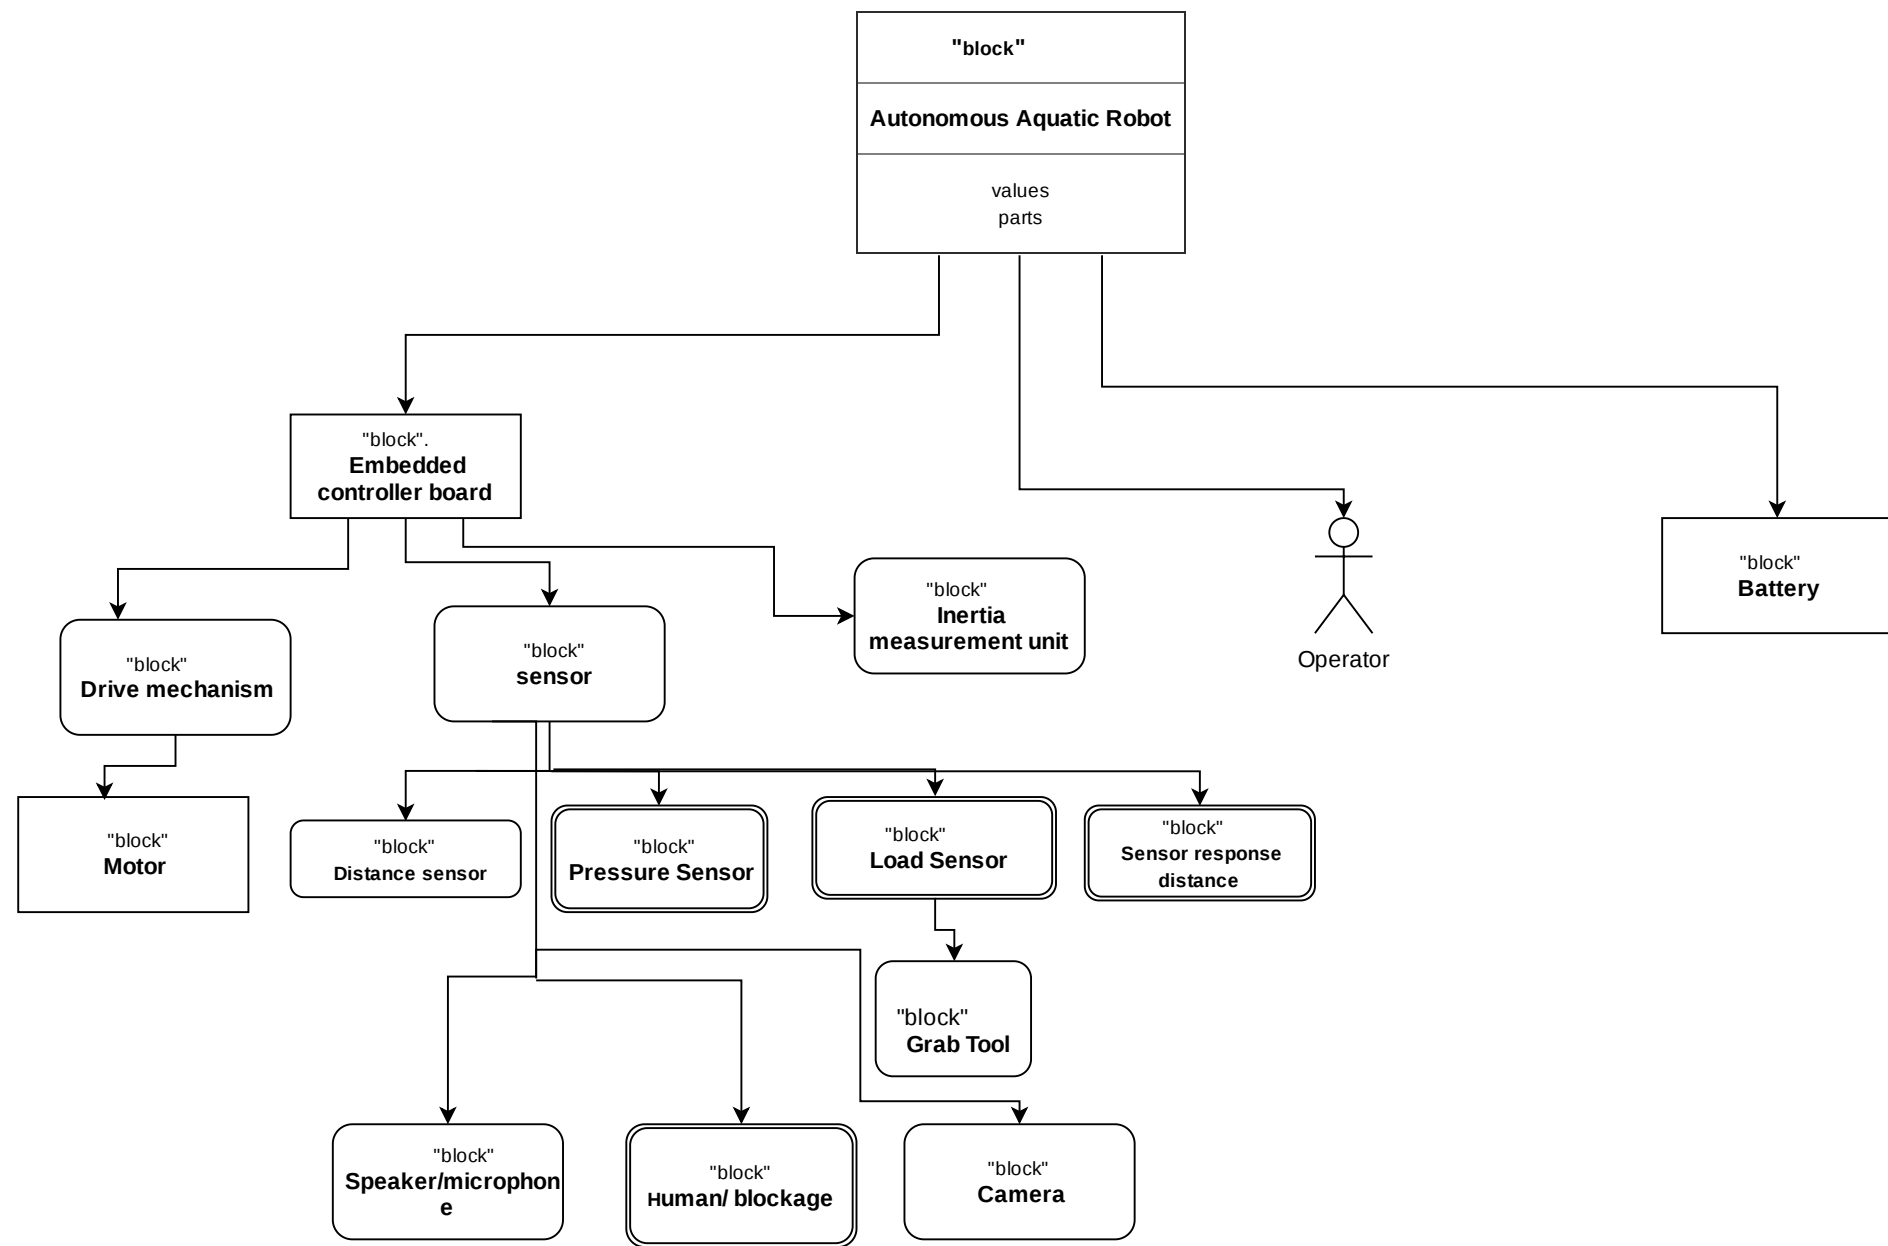 "block"
Autonomous Aquatic Robot
values
parts
"block".
Embedded
controller board
"block"
Inertia
measurement unit
Operator
"block"
Battery
"block"
Drive mechanism
"block"
sensor
"block"
Motor
"block"
Distance sensor
"block"
Pressure Sensor
"block"
Load Sensor
"block"
Sensor response
distance
"block"
Grab Tool
"block"
Speaker/microphon
e
"block"
Human/ blockage
"block"
Camera